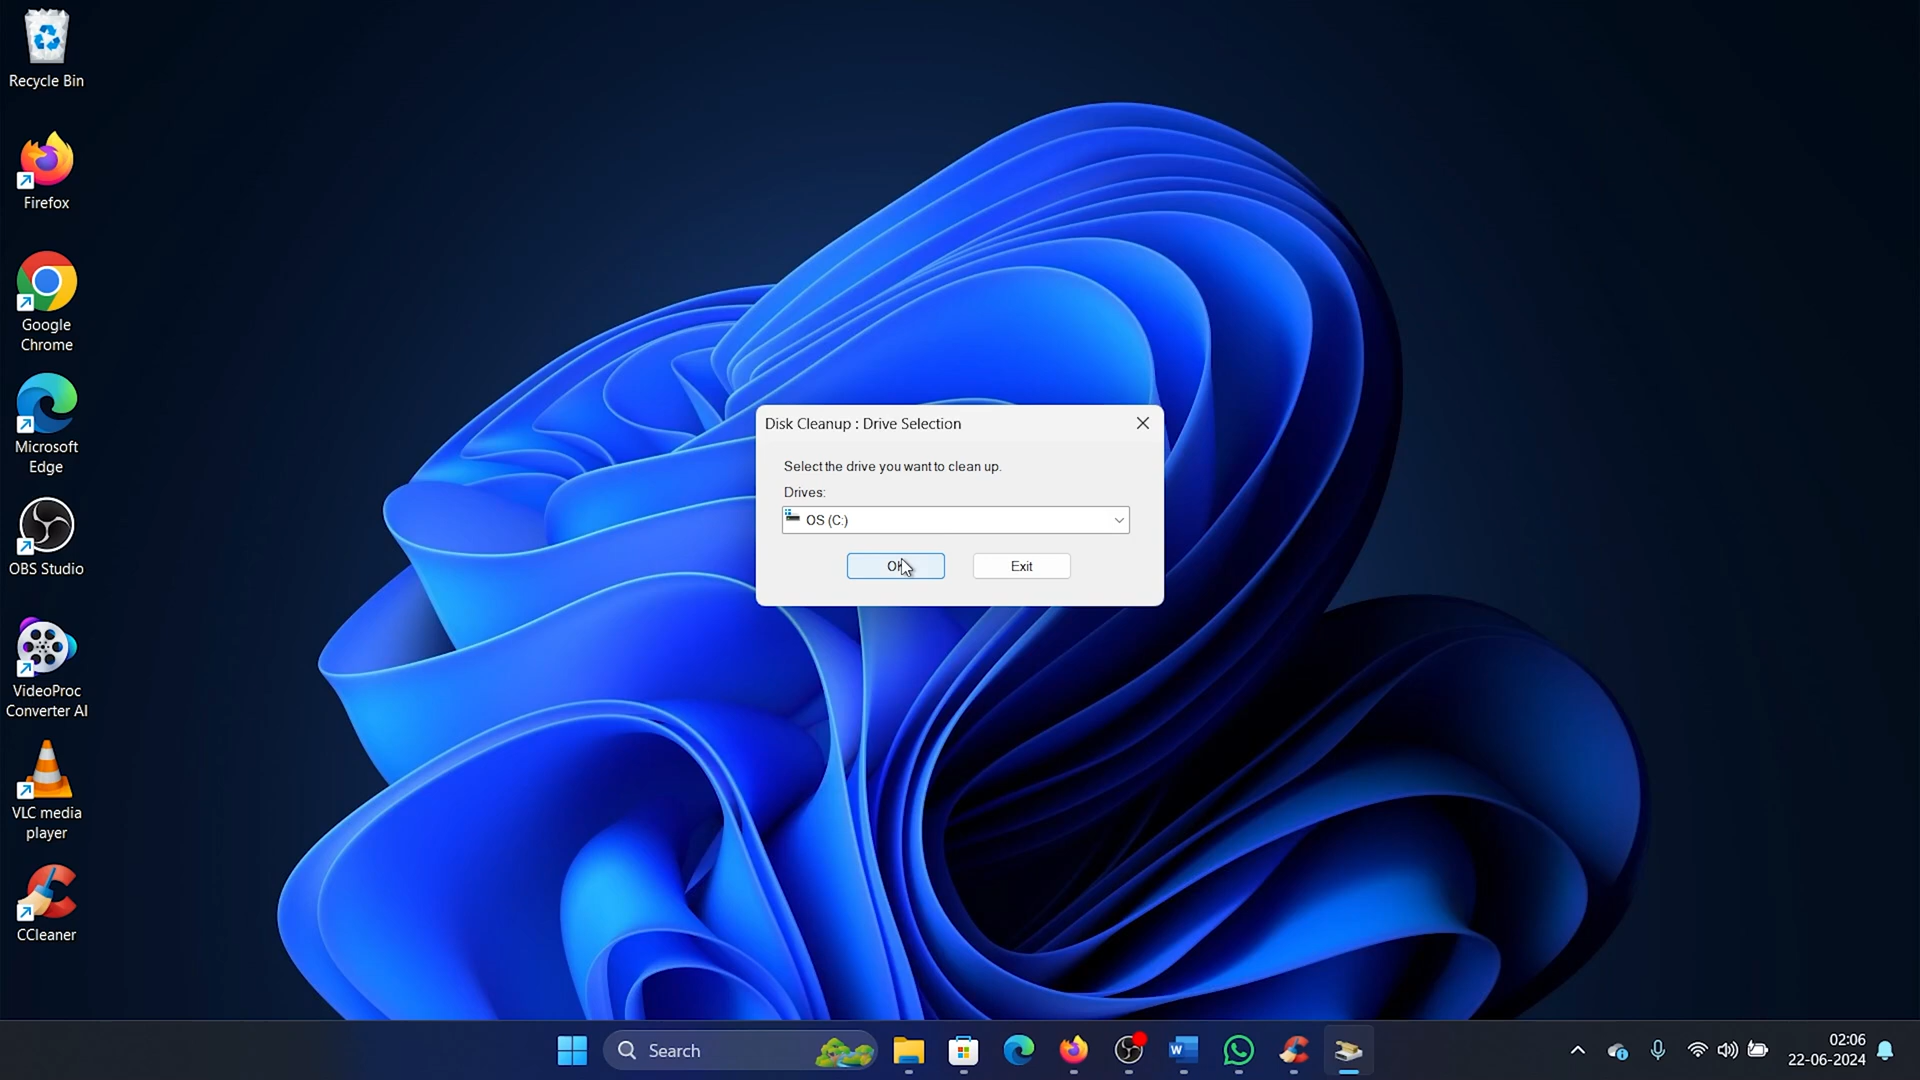 Recycle Bin
Firefox
Google
Chrome
Microsoft
Edge
OBS Studio
VideoProc
Converter AI
VLC media
player
CCleaner
Disk Cleanup : Drive Selection
Select the drive you want to clean up.
Drives:
OS (C:)
OK
Exit
Search
W
02:06
22-06-2024